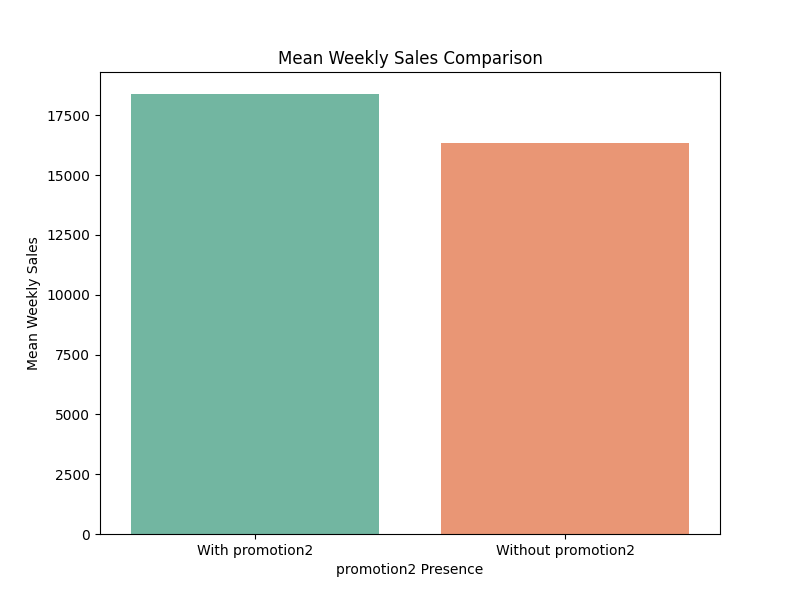 Mean Weekly Sales Comparison
Mean Weekly Sales
17500
15000
12500
10000
7500
5000
2500
0
With promotion2
Without promotion2
promotion2 Presence